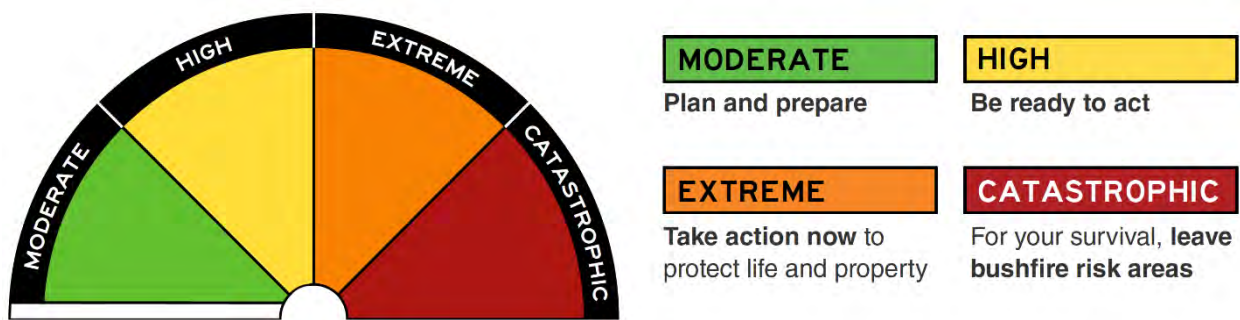 MODERATE
HIGH
EXTREME
CATASTROPHIC
MODERATE
Plan and prepare
HIGH
Be ready to act
EXTREME
Take action now to
protect life and property
CATASTROPHIC
For your survival, leave
bushfire risk areas